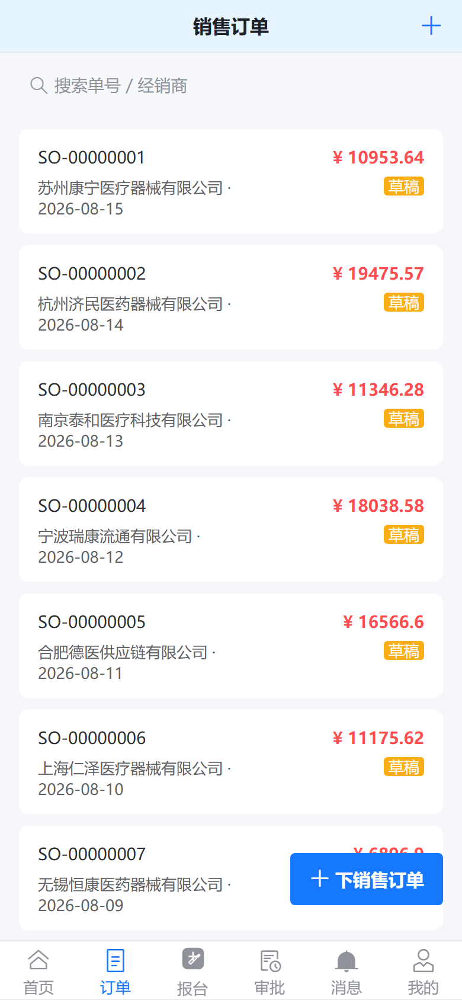 销售订单
搜索单号 / 经销商
SO-00000001
¥ 10953.64
苏州康宁医疗器械有限公司 ·
草稿
2026-08-15
SO-00000002
¥ 19475.57
杭州济民医药器械有限公司 ·
草稿
2026-08-14
SO-00000003
¥ 11346.28
南京泰和医疗科技有限公司 ·
草稿
2026-08-13
SO-00000004
¥ 18038.58
宁波瑞康流通有限公司 ·
草稿
2026-08-12
SO-00000005
¥ 16566.6
合肥德医供应链有限公司 ·
草稿
2026-08-11
SO-00000006
¥ 11175.62
上海仁泽医疗器械有限公司 ·
草稿
2026-08-10
SO-00000007
无锡恒康医药器械有限公司 ·
2026-08-09
下销售订单
首页
订单
报台
审批
消息
我的